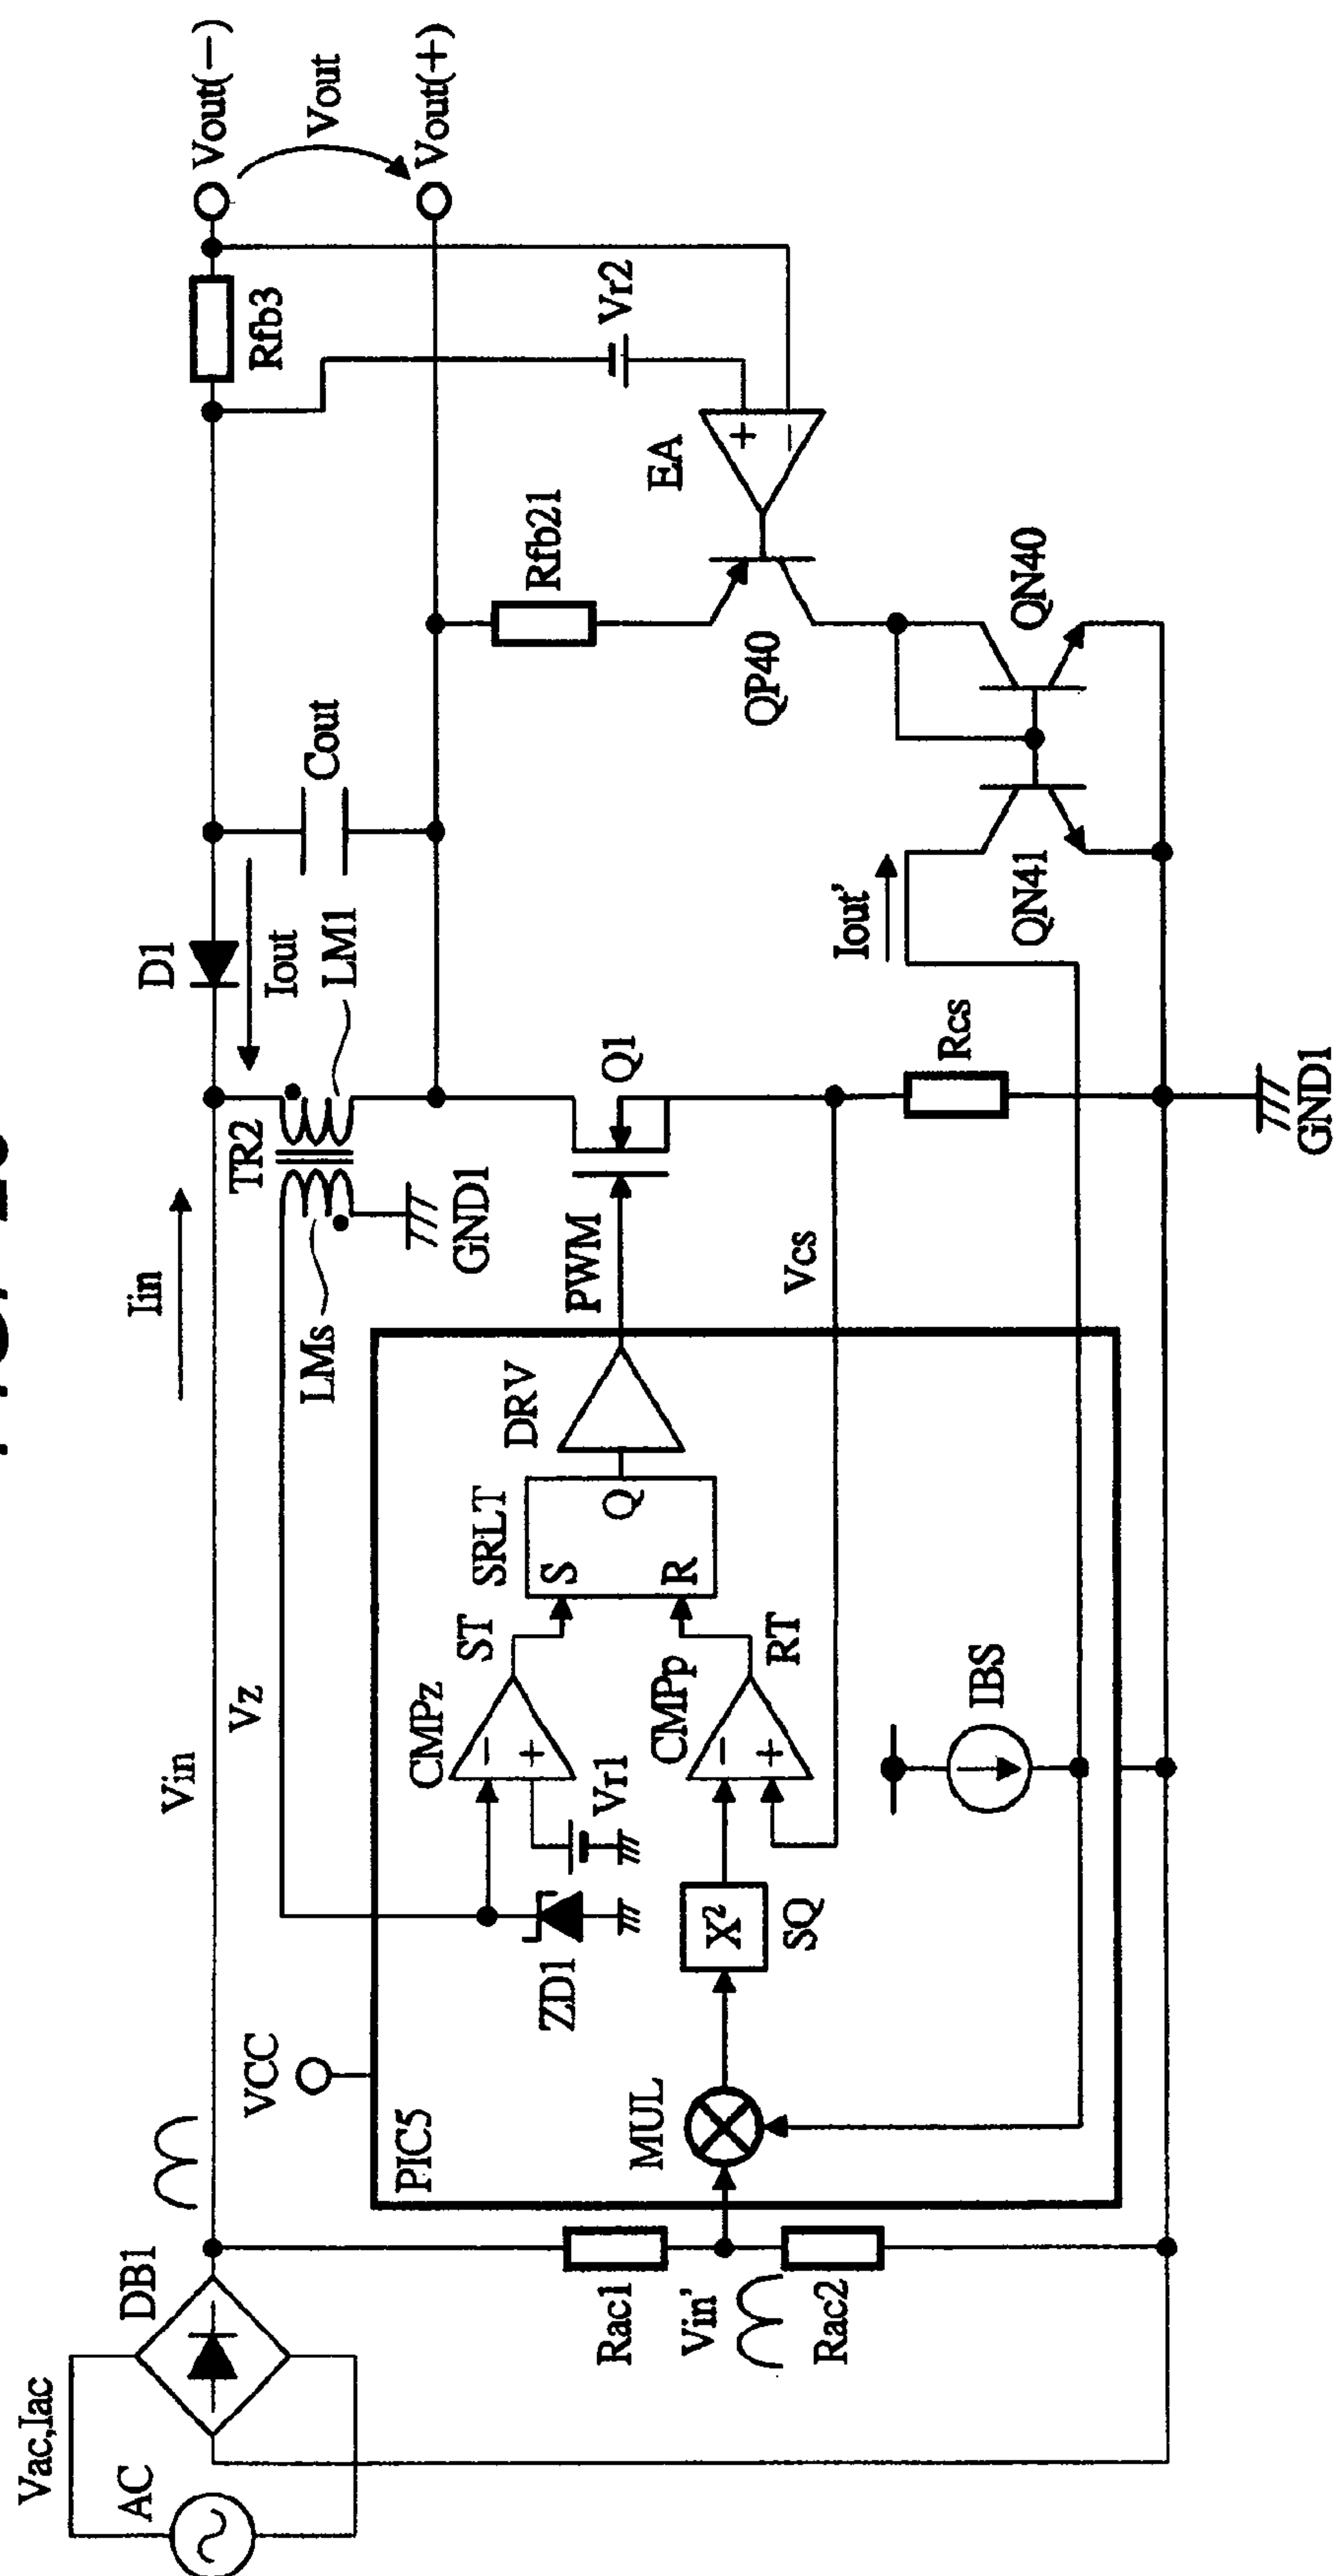 Vac,Iac
AC
DB1
Vin
Iin
D1
Iout
Cout
Rfb3
Vout(−)
Vout
Vout(+)
VCC
Vz
LMs
TR2
LM1
GND1
Vr2
PIC5
ZD1
Vr1
CMPz
−
+
ST
SRLT
S
Q
R
DRV
PWM
Q1
Rfb21
EA
+
−
QP40
Rac1
Vin'
Rac2
MUL
X²
SQ
CMPp
−
+
RT
Vcs
Rcs
Iout'
QN41
QN40
IBS
GND1